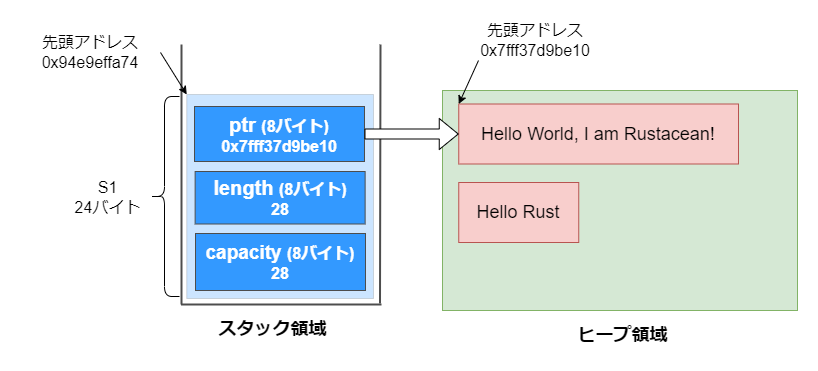 先頭アドレス
0x94e9effa74
先頭アドレス
0x7fff37d9be10
ptr (8バイト)
0x7fff37d9be10
Hello World, I am Rustacean!
S1
24バイト
length (8バイト)
28
Hello Rust
capacity (8バイト)
28
スタック領域
ヒープ領域